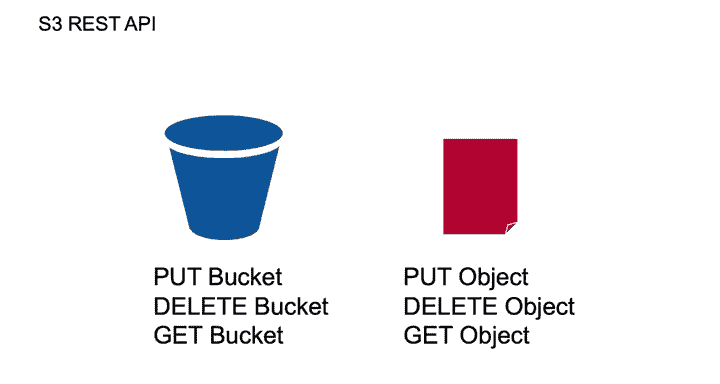 S3 REST API
PUT Bucket
DELETE Bucket
GET Bucket
PUT Object
DELETE Object
GET Object